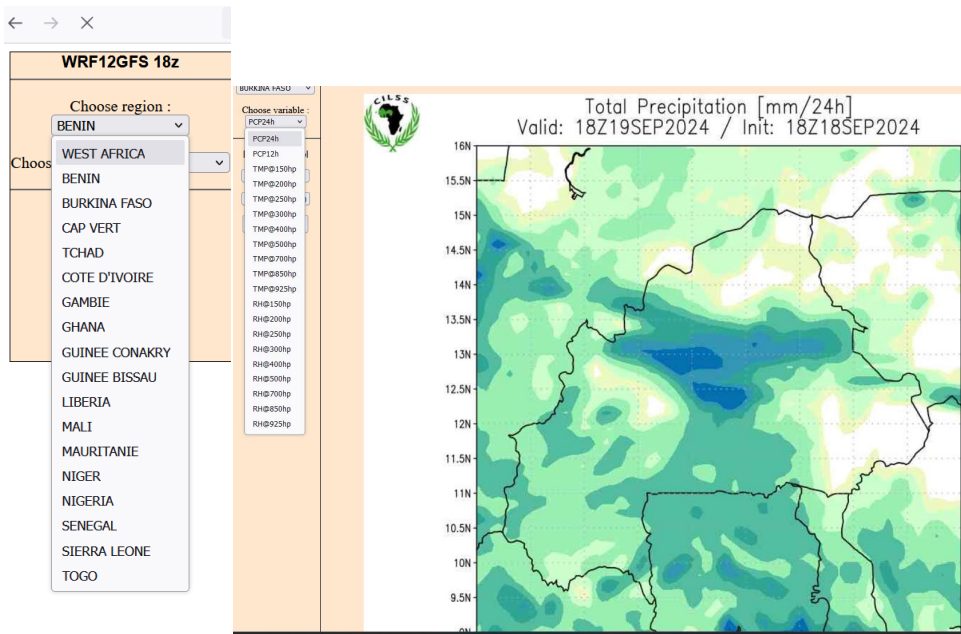 WRF12GFS 18z
Choose region :
BENIN
Choos
WEST AFRICA
BENIN
BURKINA FASO
CAP VERT
TCHAD
COTE D'IVOIRE
GAMBIE
GHANA
GUINEE CONAKRY
GUINEE BISSAU
LIBERIA
MALI
MAURITANIE
NIGER
NIGERIA
SENEGAL
SIERRA LEONE
TOGO
BURKINA FASO
Choose variable :
PCP24h
PCP24h
PCP12h
TMP@150hp
TMP@200hp
TMP@250hp
TMP@300hp
TMP@400hp
TMP@500hp
TMP@700hp
TMP@850hp
TMP@925hp
RH@150hp
RH@200hp
RH@250hp
RH@300hp
RH@400hp
RH@500hp
RH@700hp
RH@850hp
RH@925hp
CILSS
Total Precipitation [mm/24h]
Valid: 18Z19SEP2024 / Init: 18Z18SEP2024
16N
15.5N
15N
14.5N
14N
13.5N
13N
12.5N
12N
11.5N
11N
10.5N
10N
9.5N
9N